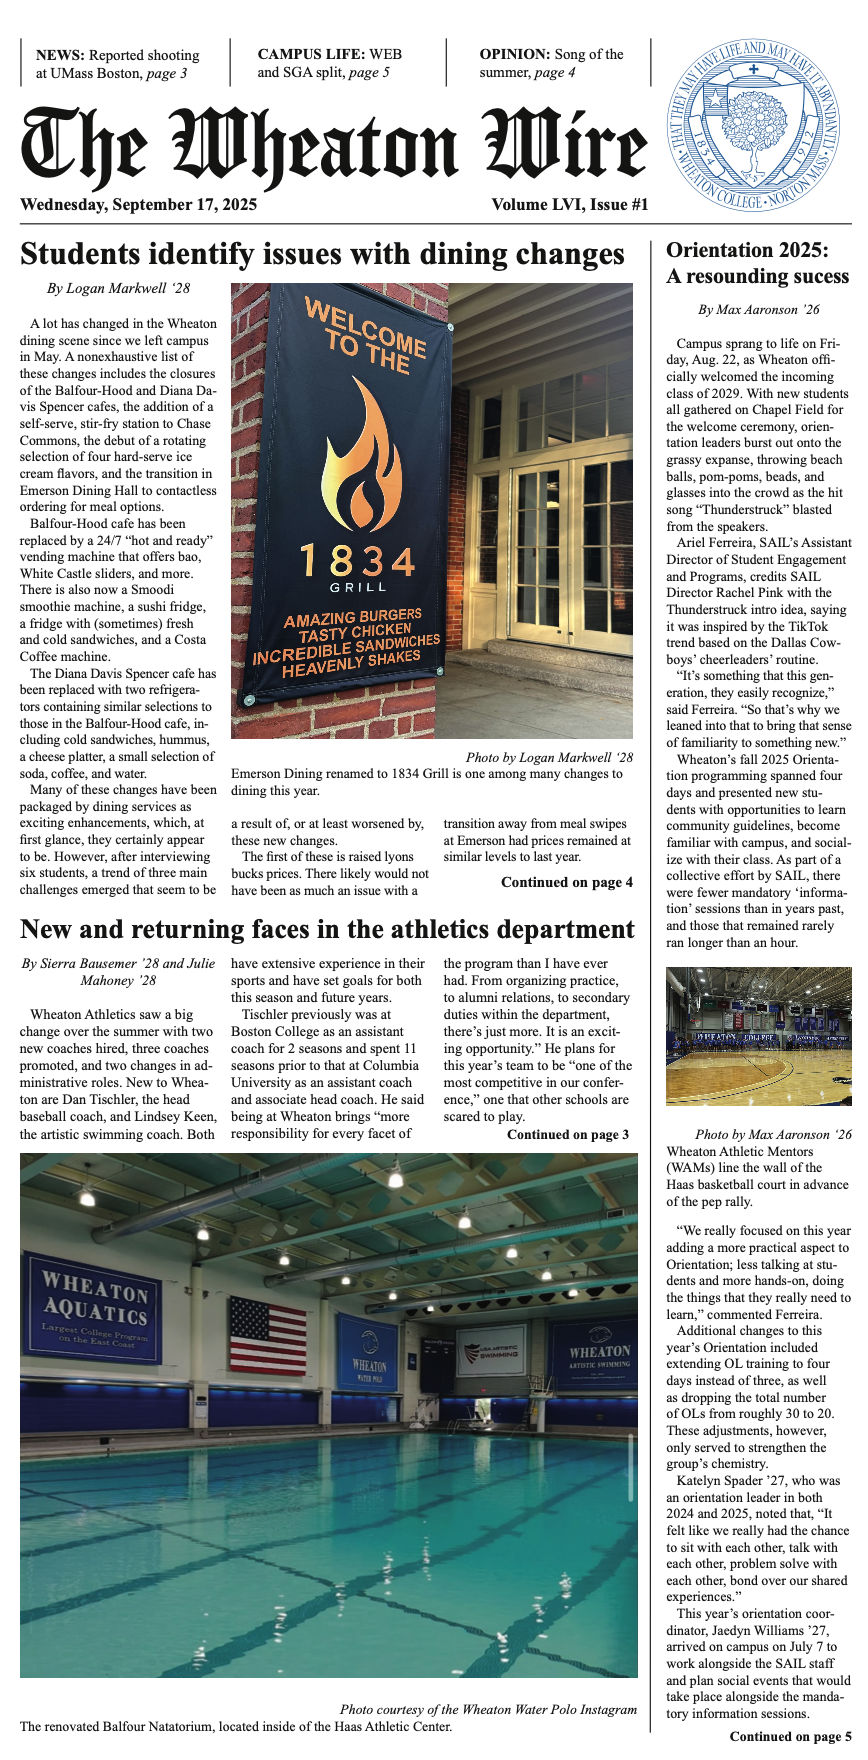 NEWS: Reported shooting
at UMass Boston, page 3
CAMPUS LIFE: WEB
and SGA split, page 5
OPINION: Song of the
summer, page 4
THAT THEY MAY HAVE LIFE AND MAY HAVE IT ABUNDANTLY
1834
1912
WHEATON COLLEGE • NORTON MASS.
The Wheaton Wire
Wednesday, September 17, 2025
Volume LVI, Issue #1
Students identify issues with dining changes
By Logan Markwell ‘28
A lot has changed in the Wheaton
dining scene since we left campus
in May. A nonexhaustive list of
these changes includes the closures
of the Balfour-Hood and Diana Da-
vis Spencer cafes, the addition of a
self-serve, stir-fry station to Chase
Commons, the debut of a rotating
selection of four hard-serve ice
cream flavors, and the transition in
Emerson Dining Hall to contactless
ordering for meal options.
Balfour-Hood cafe has been
replaced by a 24/7 “hot and ready”
vending machine that offers bao,
White Castle sliders, and more.
There is also now a Smoodi
smoothie machine, a sushi fridge,
a fridge with (sometimes) fresh
and cold sandwiches, and a Costa
Coffee machine.
The Diana Davis Spencer cafe has
been replaced with two refrigera-
tors containing similar selections to
those in the Balfour-Hood cafe, in-
cluding cold sandwiches, hummus,
a cheese platter, a small selection of
soda, coffee, and water.
Many of these changes have been
packaged by dining services as
exciting enhancements, which, at
first glance, they certainly appear
to be. However, after interviewing
six students, a trend of three main
challenges emerged that seem to be
WELCOME
TO THE
1834
GRILL
AMAZING BURGERS
TASTY CHICKEN
INCREDIBLE SANDWICHES
HEAVENLY SHAKES
Photo by Logan Markwell ‘28
Emerson Dining renamed to 1834 Grill is one among many changes to
dining this year.
a result of, or at least worsened by,
these new changes.
The first of these is raised lyons
bucks prices. There likely would not
have been as much an issue with a
transition away from meal swipes
at Emerson had prices remained at
similar levels to last year.
Continued on page 4
New and returning faces in the athletics department
By Sierra Bausemer ’28 and Julie
Mahoney ’28
Wheaton Athletics saw a big
change over the summer with two
new coaches hired, three coaches
promoted, and two changes in ad-
ministrative roles. New to Whea-
ton are Dan Tischler, the head
baseball coach, and Lindsey Keen,
the artistic swimming coach. Both
have extensive experience in their
sports and have set goals for both
this season and future years.
Tischler previously was at
Boston College as an assistant
coach for 2 seasons and spent 11
seasons prior to that at Columbia
University as an assistant coach
and associate head coach. He said
being at Wheaton brings “more
responsibility for every facet of
the program than I have ever
had. From organizing practice,
to alumni relations, to secondary
duties within the department,
there’s just more. It is an excit-
ing opportunity.” He plans for
this year’s team to be “one of the
most competitive in our confer-
ence,” one that other schools are
scared to play.
Continued on page 3
WHEATON
AQUATICS
Largest College Program
on the East Coast
WHEATON
WATER POLO
USA ARTISTIC
SWIMMING
WHEATON
ARTISTIC SWIMMING
Photo courtesy of the Wheaton Water Polo Instagram
The renovated Balfour Natatorium, located inside of the Haas Athletic Center.
Orientation 2025:
A resounding sucess
By Max Aaronson ’26
Campus sprang to life on Fri-
day, Aug. 22, as Wheaton offi-
cially welcomed the incoming
class of 2029. With new students
all gathered on Chapel Field for
the welcome ceremony, orien-
tation leaders burst out onto the
grassy expanse, throwing beach
balls, pom-poms, beads, and
glasses into the crowd as the hit
song “Thunderstruck” blasted
from the speakers.
Ariel Ferreira, SAIL’s Assistant
Director of Student Engagement
and Programs, credits SAIL
Director Rachel Pink with the
Thunderstruck intro idea, saying
it was inspired by the TikTok
trend based on the Dallas Cow-
boys’ cheerleaders’ routine.
“It’s something that this gen-
eration, they easily recognize,”
said Ferreira. “So that’s why we
leaned into that to bring that sense
of familiarity to something new.”
Wheaton’s fall 2025 Orienta-
tion programming spanned four
days and presented new stu-
dents with opportunities to learn
community guidelines, become
familiar with campus, and social-
ize with their class. As part of a
collective effort by SAIL, there
were fewer mandatory ‘informa-
tion’ sessions than in years past,
and those that remained rarely
ran longer than an hour.
WHEATON COLLEGE
Photo by Max Aaronson ‘26
Wheaton Athletic Mentors
(WAMs) line the wall of the
Haas basketball court in advance
of the pep rally.
“We really focused on this year
adding a more practical aspect to
Orientation; less talking at stu-
dents and more hands-on, doing
the things that they really need to
learn,” commented Ferreira.
Additional changes to this
year’s Orientation included
extending OL training to four
days instead of three, as well
as dropping the total number
of OLs from roughly 30 to 20.
These adjustments, however,
only served to strengthen the
group’s chemistry.
Katelyn Spader ’27, who was
an orientation leader in both
2024 and 2025, noted that, “It
felt like we really had the chance
to sit with each other, talk with
each other, problem solve with
each other, bond over our shared
experiences.”
This year’s orientation coor-
dinator, Jaedyn Williams ’27,
arrived on campus on July 7 to
work alongside the SAIL staff
and plan social events that would
take place alongside the manda-
tory information sessions.
Continued on page 5